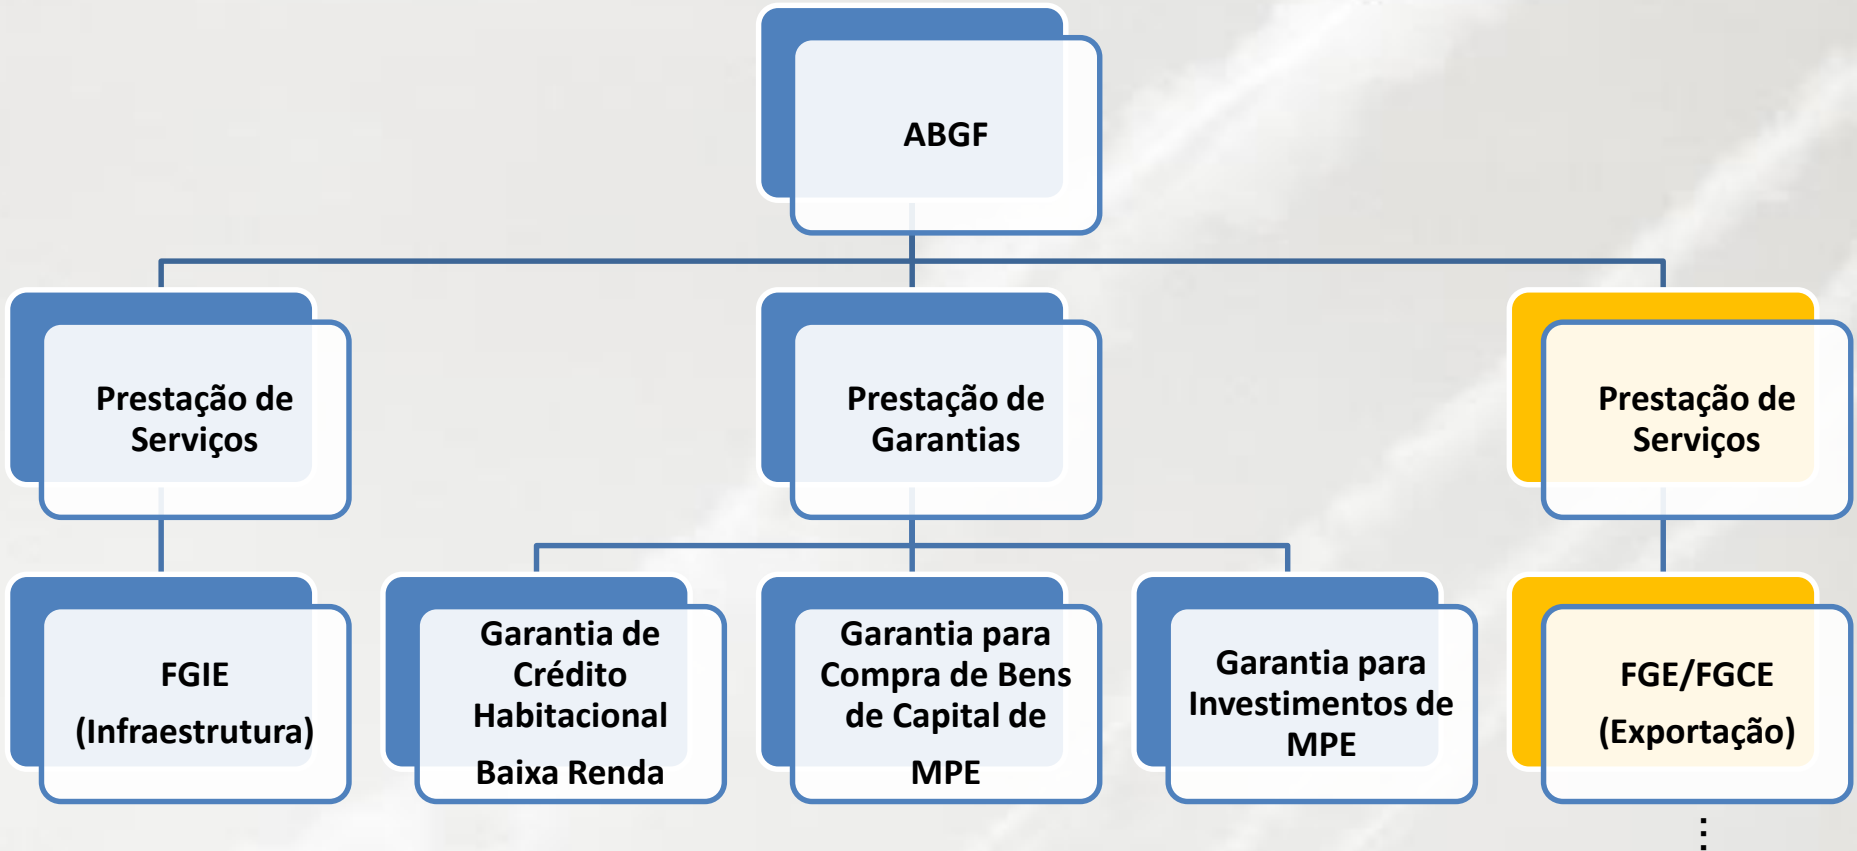 ABGF
Prestação de
Serviços
Prestação de
Garantias
Prestação de
Serviços
FGIE
(Infraestrutura)
Garantia de
Crédito
Habitacional
Baixa Renda
Garantia para
Compra de Bens
de Capital de
MPE
Garantia para
Investimentos de
MPE
FGE/FGCE
(Exportação)
...